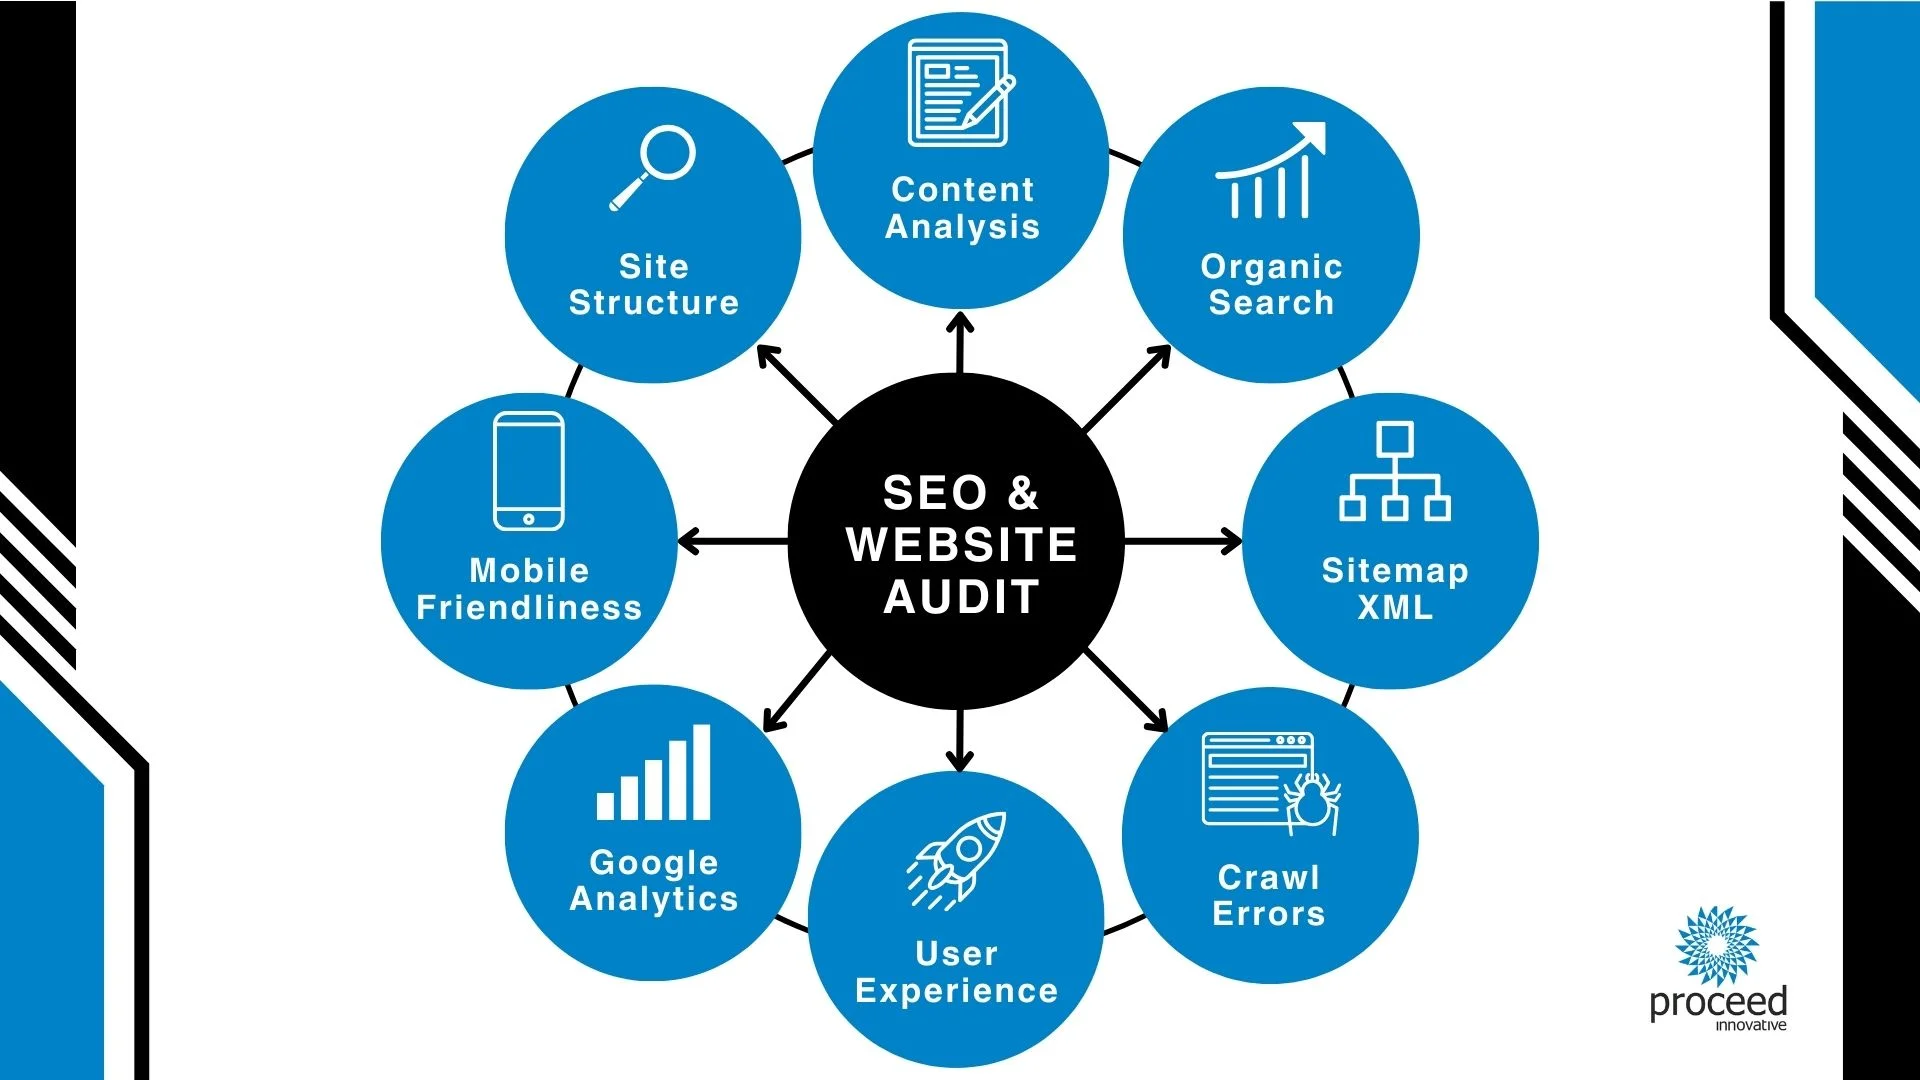 Content
Analysis
Organic
Search
Site
Structure
SEO &
WEBSITE
AUDIT
Mobile
Friendliness
Sitemap
XML
Google
Analytics
Crawl
Errors
User
Experience
proceed
innovative